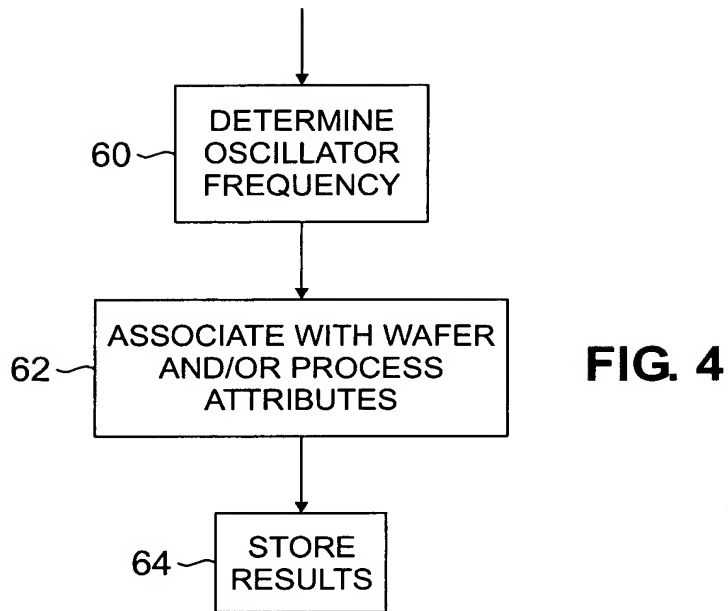 60
DETERMINE
OSCILLATOR
FREQUENCY
62
ASSOCIATE WITH WAFER
AND/OR PROCESS
ATTRIBUTES
FIG. 4
64
STORE
RESULTS